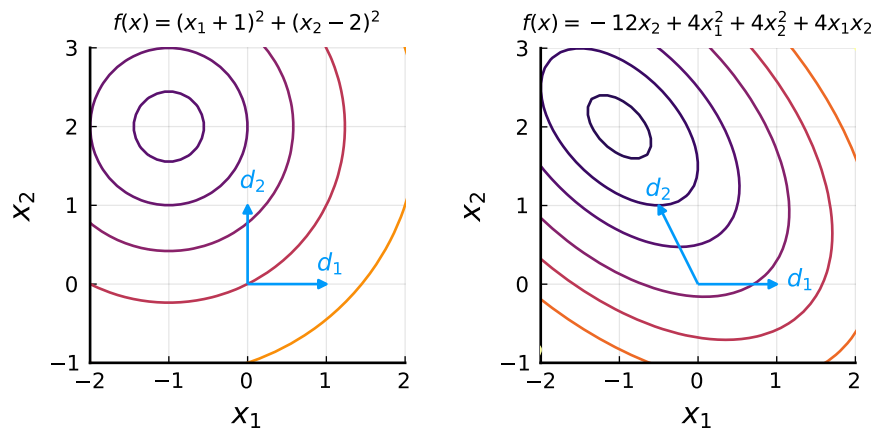 f(x) = (x₁ + 1)² + (x₂ − 2)²
3
2
1
0
−1
−2
−1
0
1
2
x₂
x₁
d₂
d₁
f(x) = − 12x₂ + 4x₁² + 4x₂² + 4x₁x₂
3
2
1
0
−1
−2
−1
0
1
2
x₂
x₁
d₂
d₁